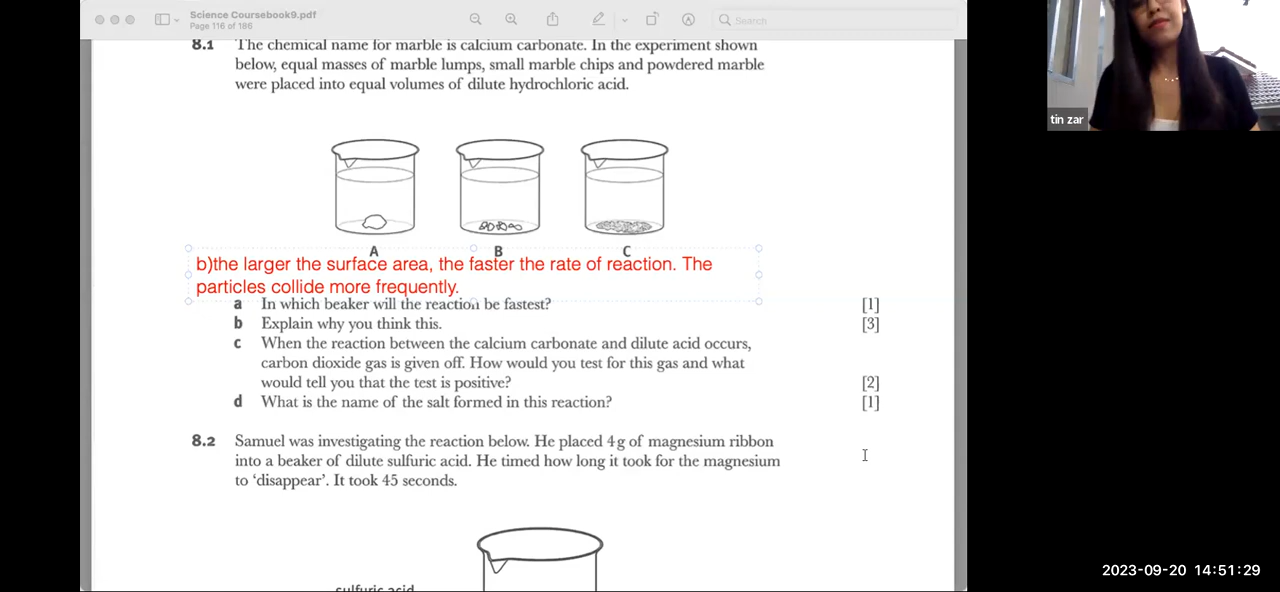 Science Coursebook9.pdf
Page 116 of 186
Search
8.1 The chemical name for marble is calcium carbonate. In the experiment shown
below, equal masses of marble lumps, small marble chips and powdered marble
were placed into equal volumes of dilute hydrochloric acid.
A B C
b)the larger the surface area, the faster the rate of reaction. The
particles collide more frequently.
a In which beaker will the reaction be fastest? [1]
b Explain why you think this. [3]
c When the reaction between the calcium carbonate and dilute acid occurs,
carbon dioxide gas is given off. How would you test for this gas and what
would tell you that the test is positive? [2]
d What is the name of the salt formed in this reaction? [1]
8.2 Samuel was investigating the reaction below. He placed 4g of magnesium ribbon
into a beaker of dilute sulfuric acid. He timed how long it took for the magnesium
to ‘disappear’. It took 45 seconds.
sulfuric acid
tin zar
2023-09-20 14:51:29